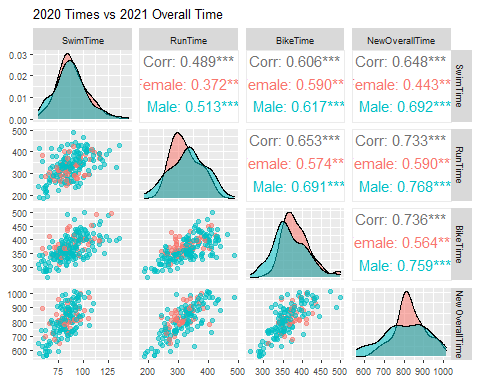 2020 Times vs 2021 Overall Time
SwimTime RunTime BikeTime NewOverallTime
0.03
0.02
0.01
0.00
Corr: 0.489*** Corr: 0.606*** Corr: 0.648***
Female: 0.372** emale: 0.590** emale: 0.443**
Male: 0.513*** Male: 0.617*** Male: 0.692***
SwimTime
500
400
300
200
Corr: 0.653*** Corr: 0.733***
emale: 0.574** emale: 0.590**
Male: 0.691*** Male: 0.768***
RunTime
500
450
400
350
300
Corr: 0.736***
emale: 0.564**
Male: 0.759***
BikeTime
1000
900
800
700
600
New OverallTime
75 100 125 200 300 400 500 300 350 400 450 500 600 700 800 900 1000